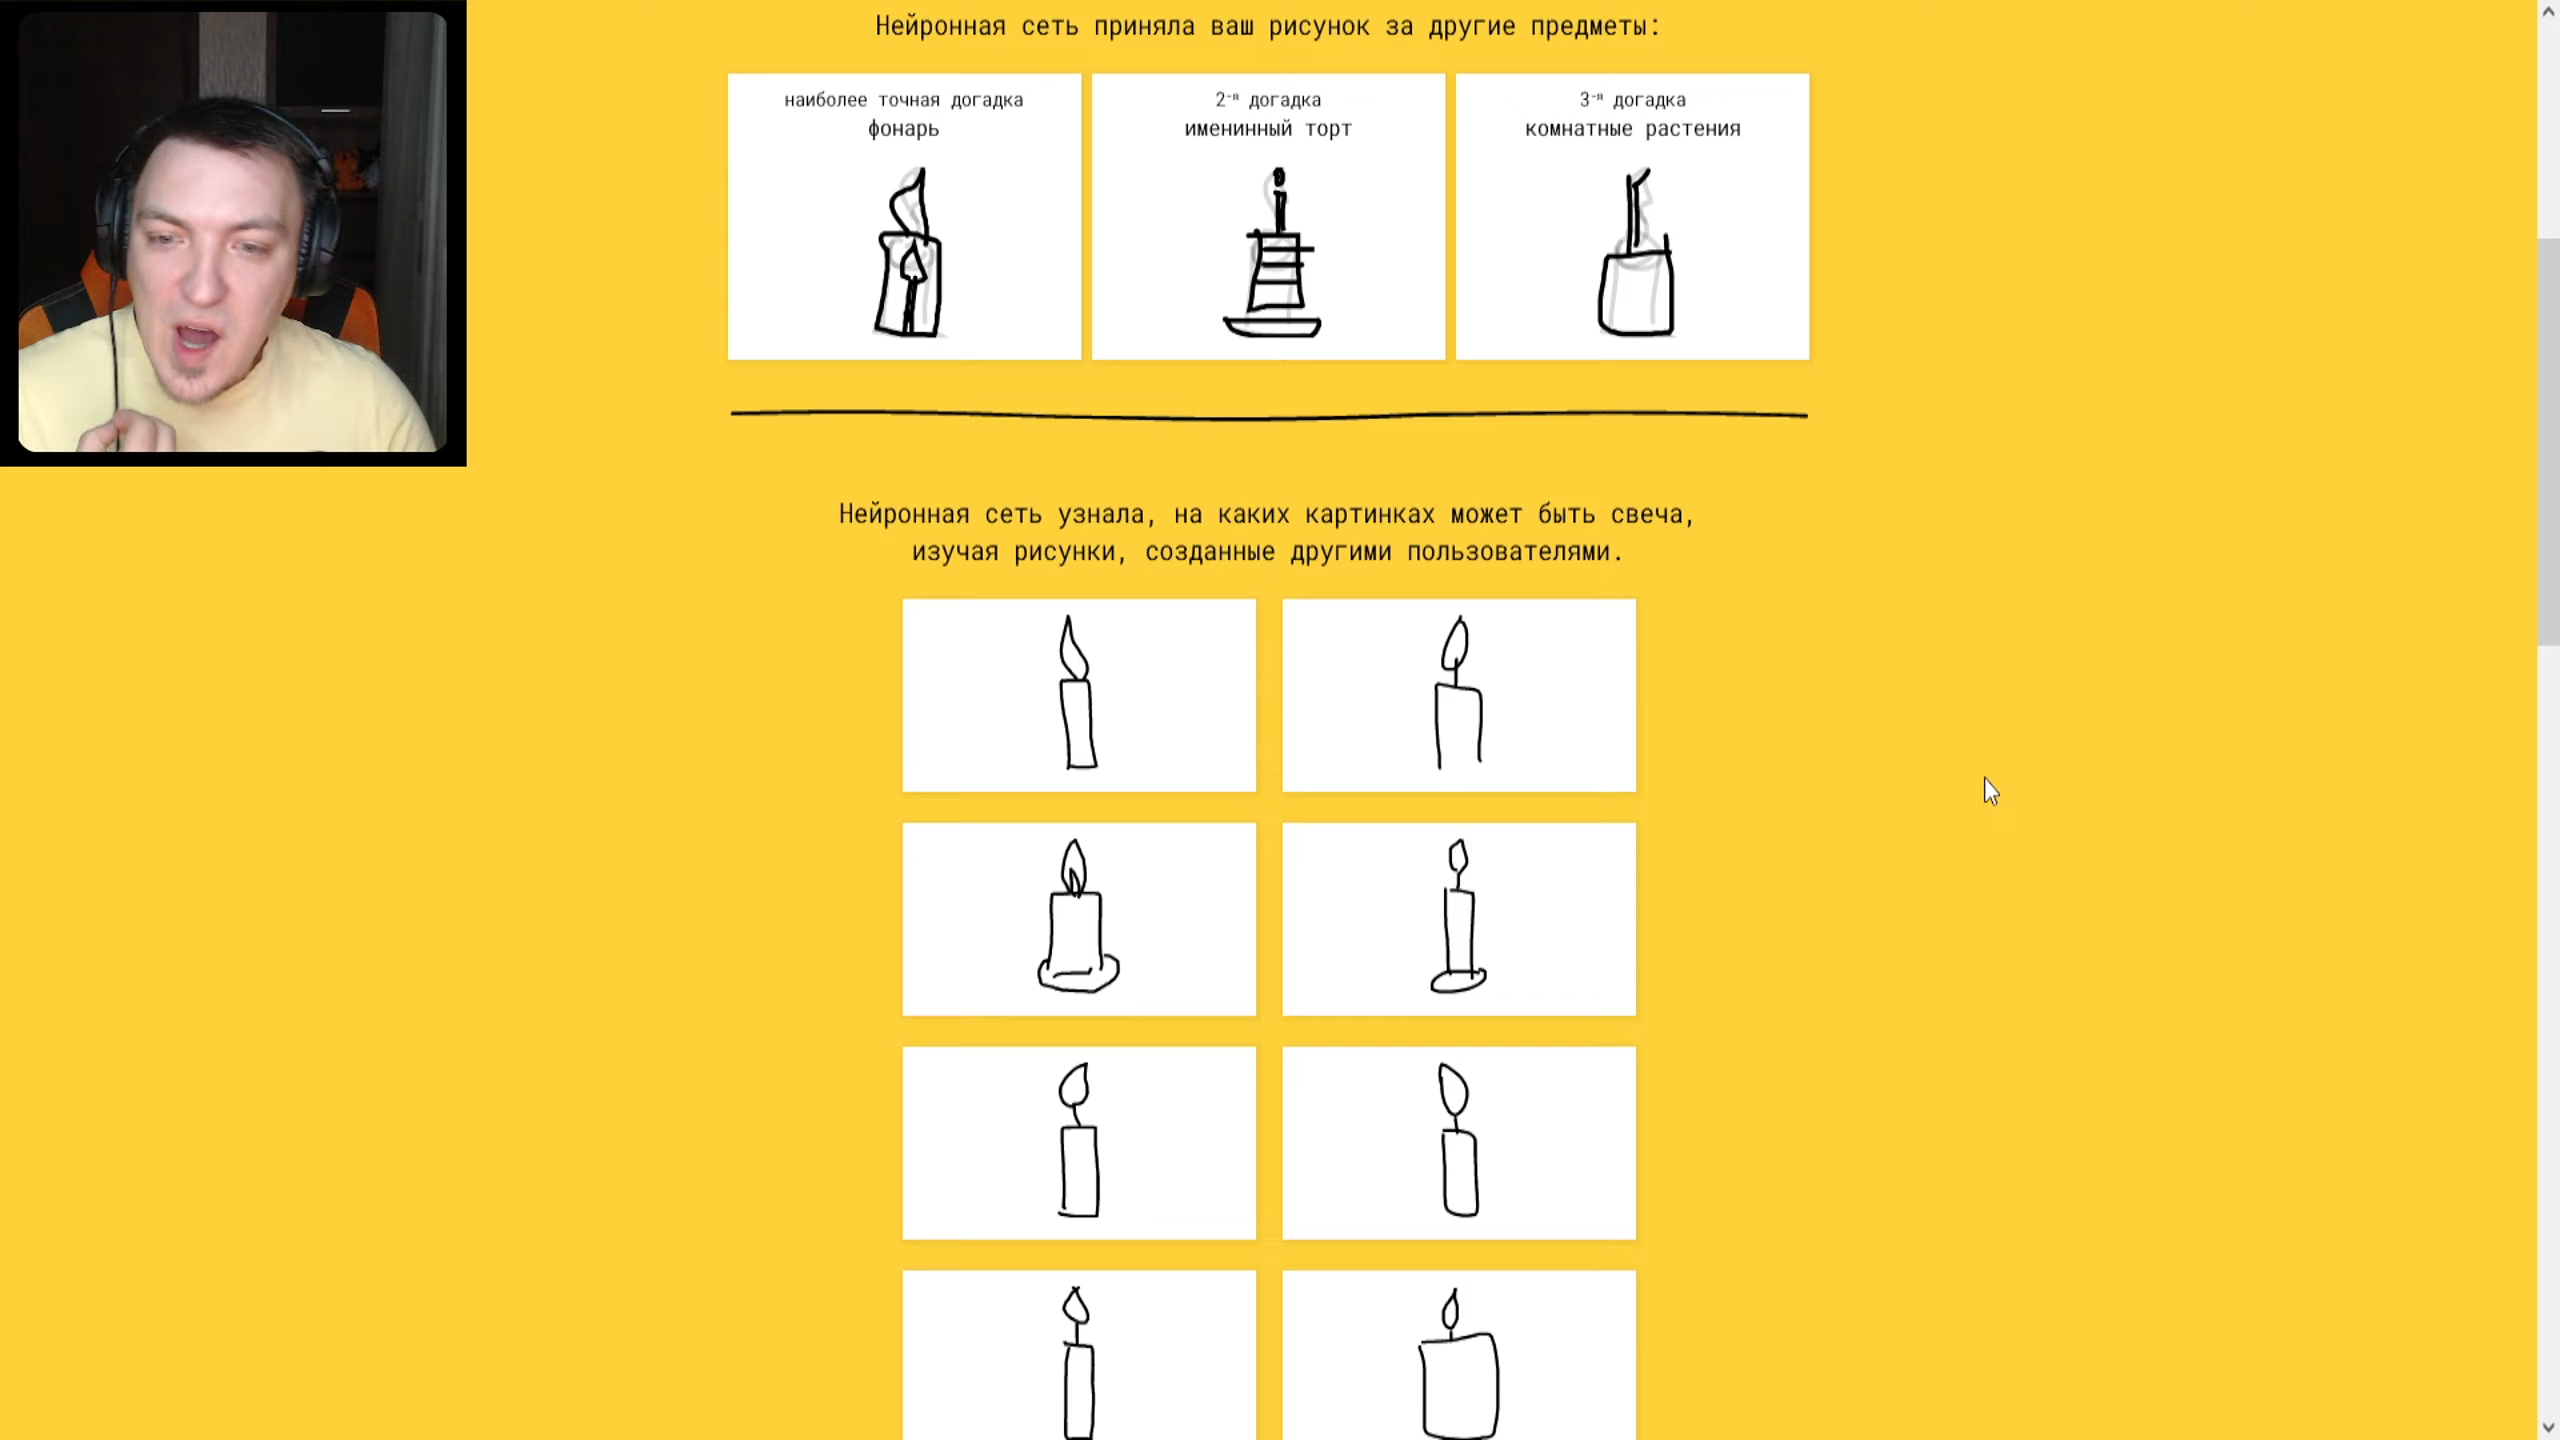 Нейронная сеть приняла ваш рисунок за другие предметы:
наиболее точная догадка
фонарь
2-я догадка
именинный торт
3-я догадка
комнатные растения
Нейронная сеть узнала, на каких картинках может быть свеча,
изучая рисунки, созданные другими пользователями.